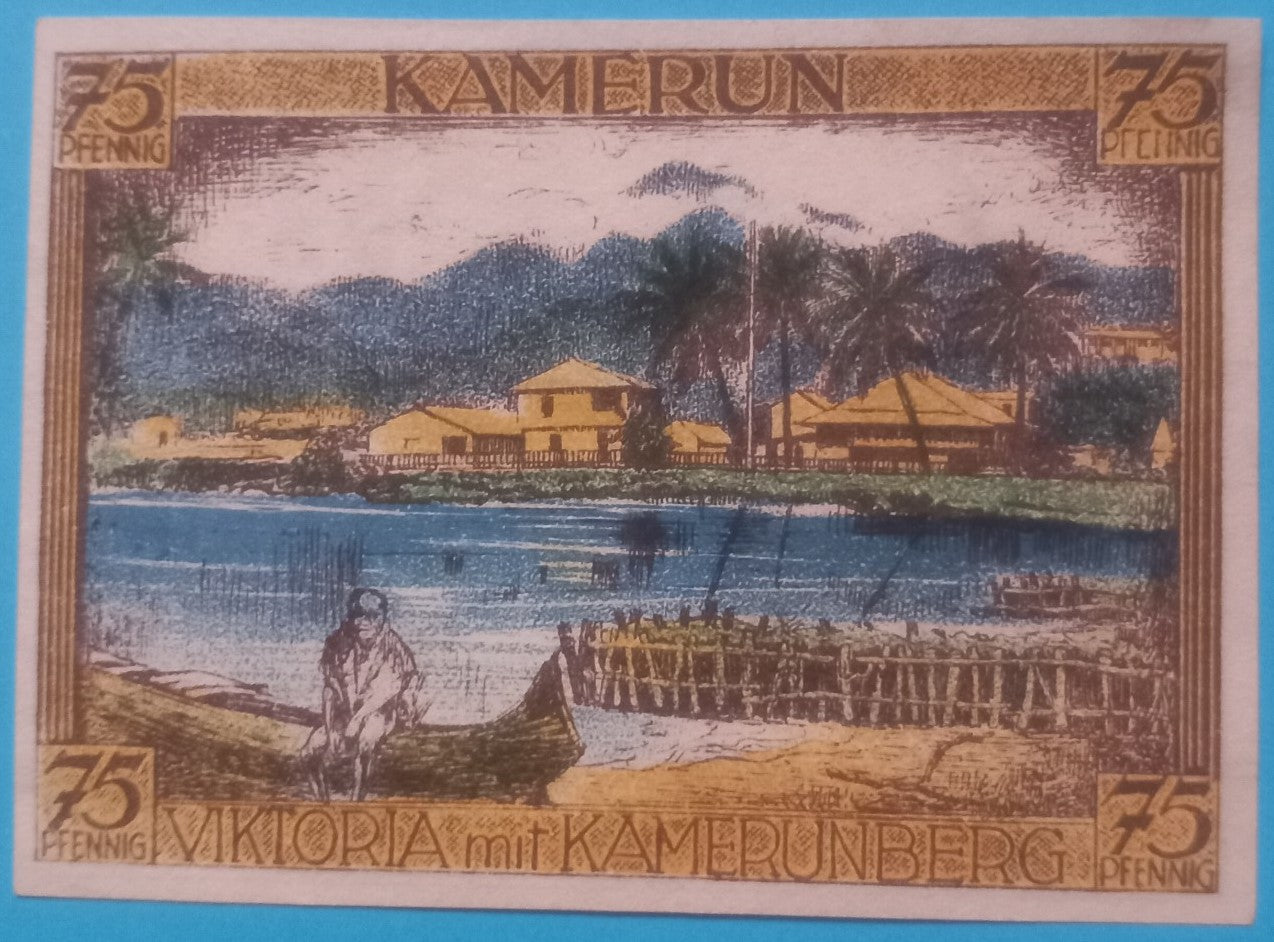 75 KAMERUN 75
PFENNIG PFENNIG
75 75
PFENNIG VIKTORIA mit KAMERUNBERG PFENNIG